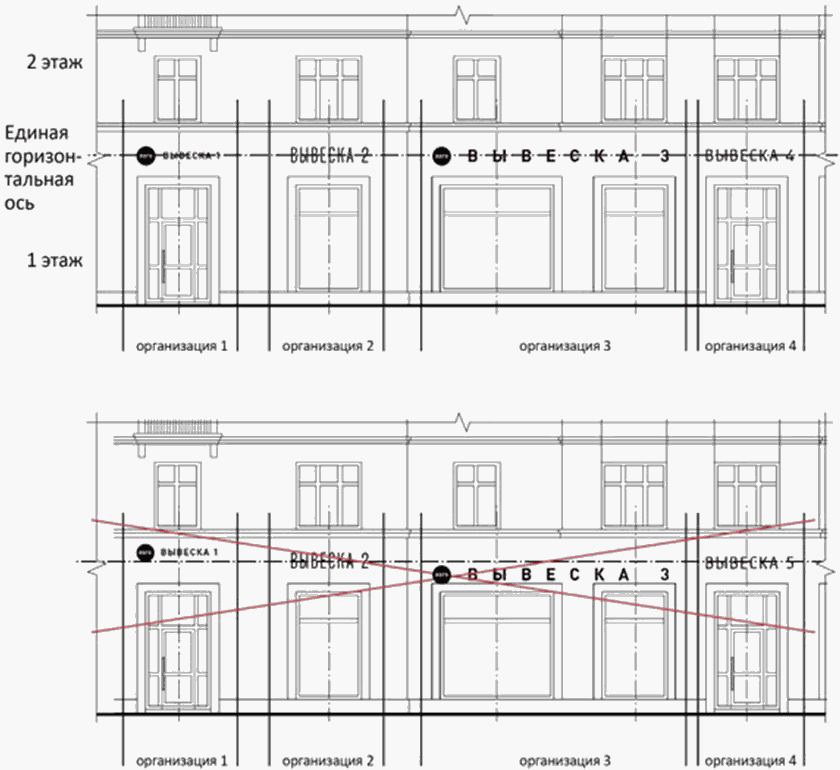 2 этаж
Единая
горизон-
тальная
ось
ВЫВЕСКА 1
ВЫВЕСКА 2
ВЫВЕСКА 3
ВЫВЕСКА 4
1 этаж
организация 1
организация 2
организация 3
организация 4
ВЫВЕСКА 1
ВЫВЕСКА 2
ВЫВЕСКА 3
ВЫВЕСКА 5
организация 1
организация 2
организация 3
организация 4